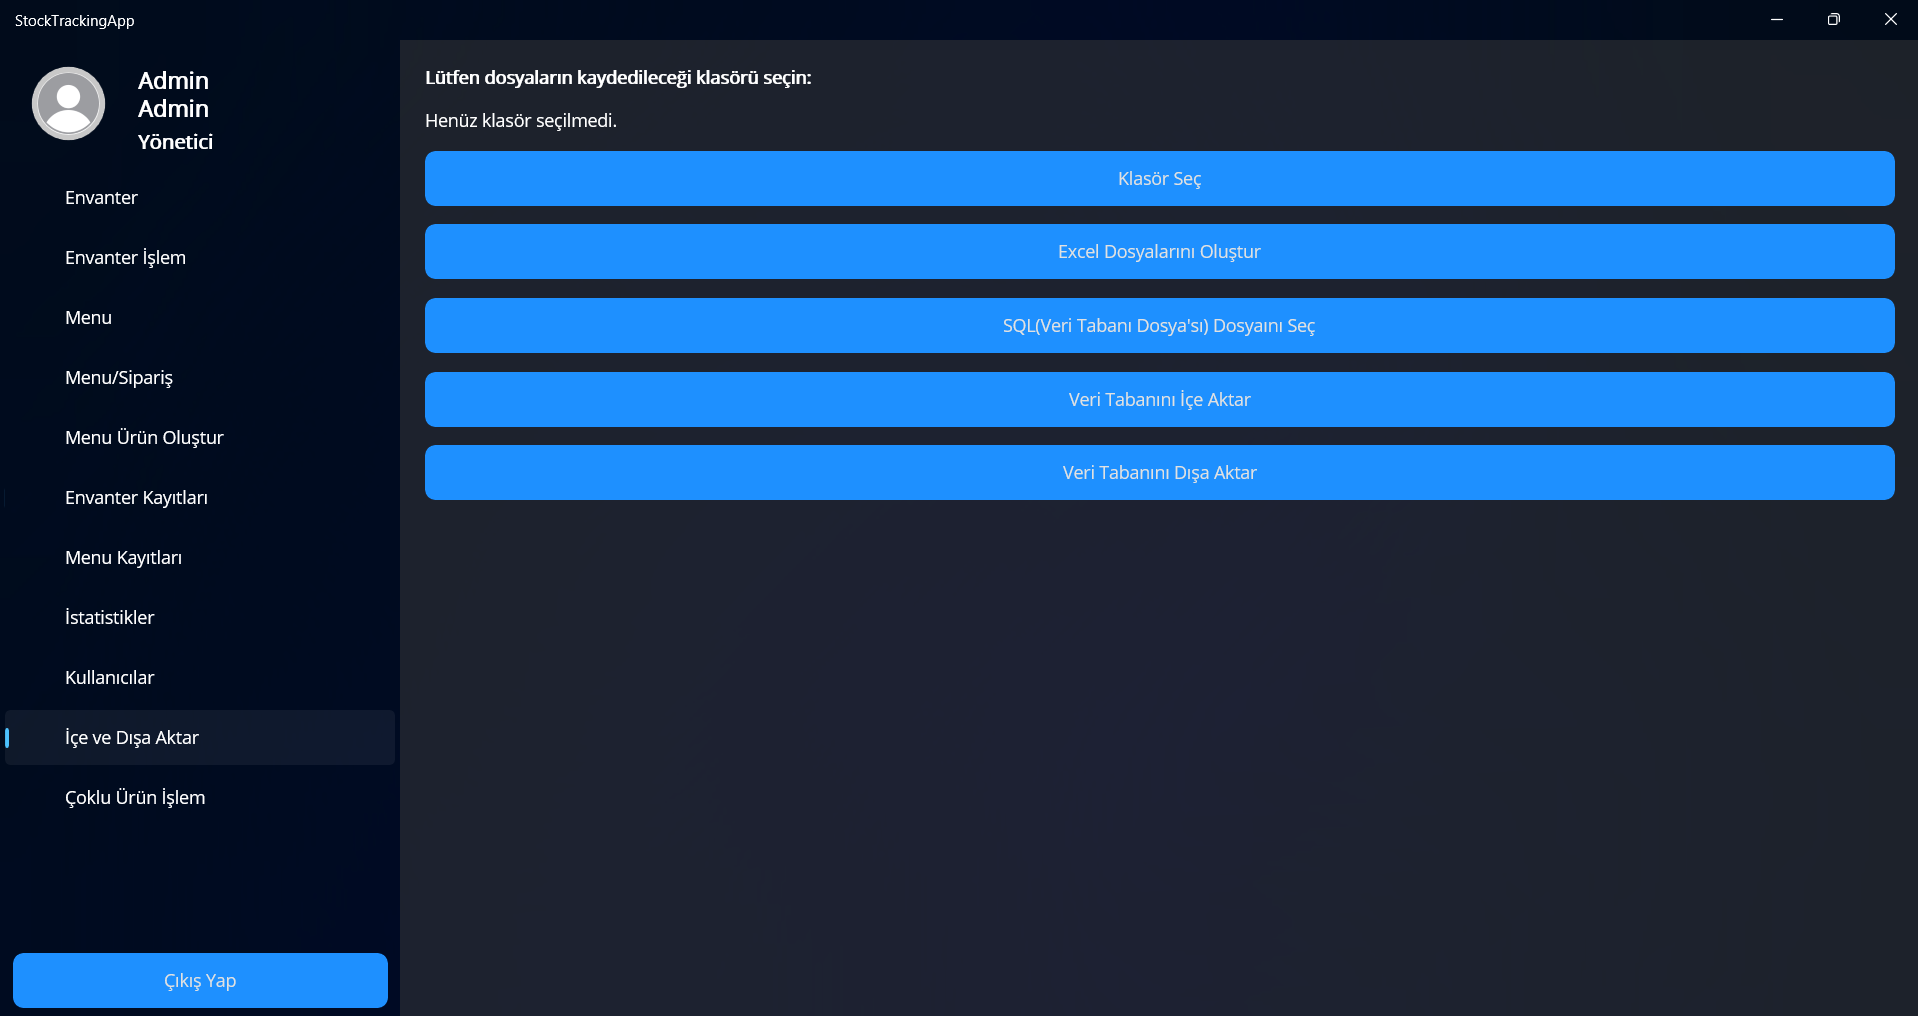 StockTrackingApp
Admin
Admin
Yönetici
Envanter
Envanter İşlem
Menu
Menu/Sipariş
Menu Ürün Oluştur
Envanter Kayıtları
Menu Kayıtları
İstatistikler
Kullanıcılar
İçe ve Dışa Aktar
Çoklu Ürün İşlem
Çıkış Yap
Lütfen dosyaların kaydedileceği klasörü seçin:
Henüz klasör seçilmedi.
Klasör Seç
Excel Dosyalarını Oluştur
SQL(Veri Tabanı Dosya'sı) Dosyaını Seç
Veri Tabanını İçe Aktar
Veri Tabanını Dışa Aktar